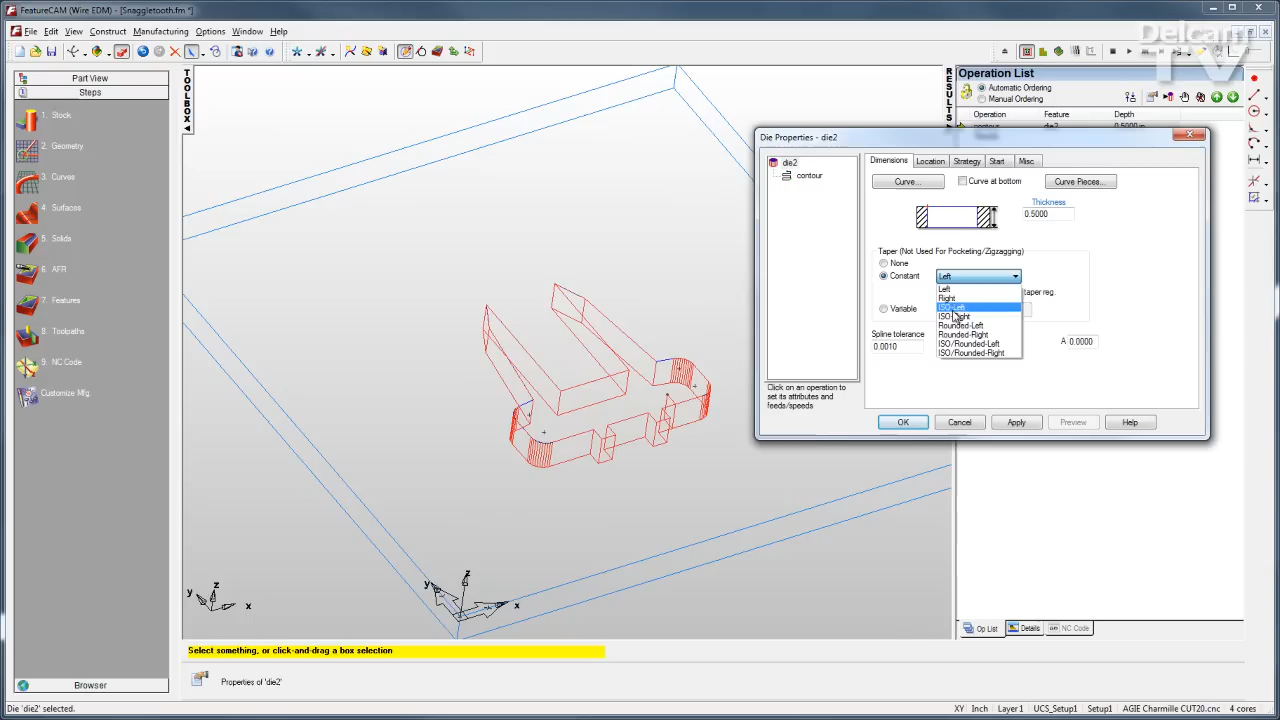 FeatureCAM (Wire EDM) - [Snaggletooth.fm *]
File Edit View Construct Manufacturing Options Window Help
Delcam
TV
Part View
Steps
1. Stock
2. Geometry
3. Curves
4. Surfaces
5. Solids
6. AFR
7. Features
8. Toolpaths
9. NC Code
Customize Mfg.
Browser
TOOLBOX
RESULTS
Operation List
Automatic Ordering
Manual Ordering
Operation Feature Depth
Die Properties - die2
die2
contour
Click on an operation to
set its attributes and
feeds/speeds
Dimensions Location Strategy Start Misc
Curve... Curve at bottom Curve Pieces...
Thickness
0.5000
Taper (Not Used For Pocketing/Zigzagging)
None
Constant Left
Left
Right
ISO-Left
ISO-Right
Rounded-Left
Rounded-Right
ISO/Rounded-Left
ISO/Rounded-Right
taper reg.
Variable
Spline tolerance
0.0010
A 0.0000
OK Cancel Apply Preview Help
y z x
y z x
Op List Details NC Code
Select something, or click-and-drag a box selection
Properties of 'die2'
Die 'die2' selected.
XY Inch Layer1 UCS_Setup1 Setup1 AGIE Charmille CUT20.cnc 4 cores